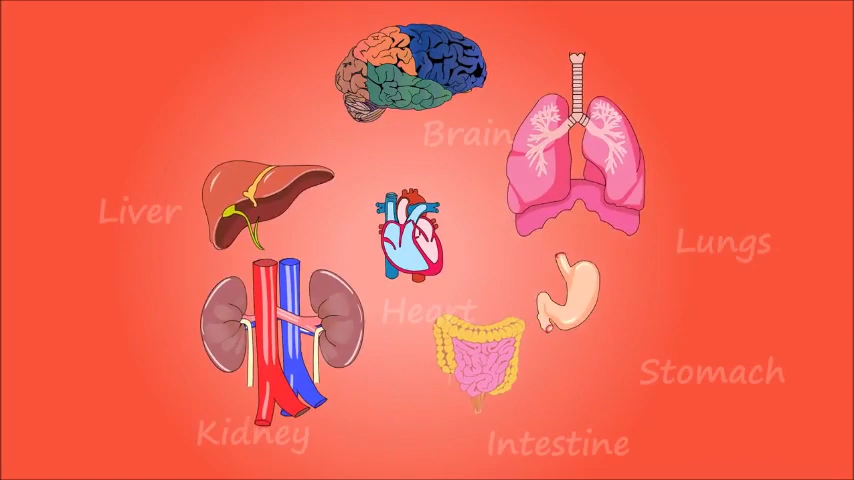 Brain
Liver
Lungs
Heart
Stomach
Kidney
Intestine